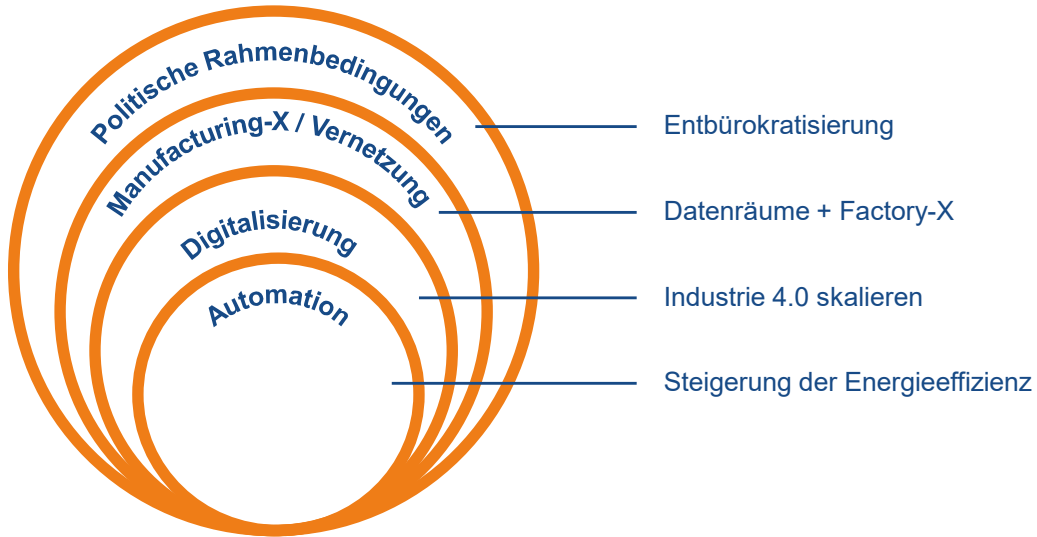 Politische Rahmenbedingungen
Entbürokratisierung
Manufacturing-X / Vernetzung
Datenräume + Factory-X
Digitalisierung
Industrie 4.0 skalieren
Automation
Steigerung der Energieeffizienz